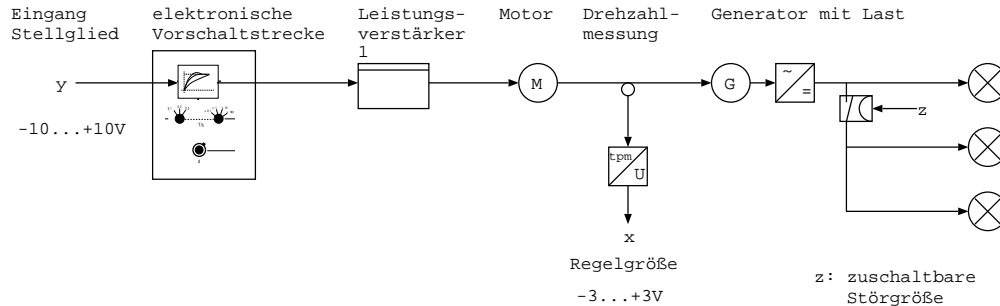 Eingang
Stellglied
elektronische
Vorschaltstrecke
Leistungs-
verstärker
1
Motor
Drehzahl-
messung
Generator mit Last
y
-10...+10V
M
G
~
=
z
tpm
U
x
Regelgröße
-3...+3V
z: zuschaltbare
Störgröße